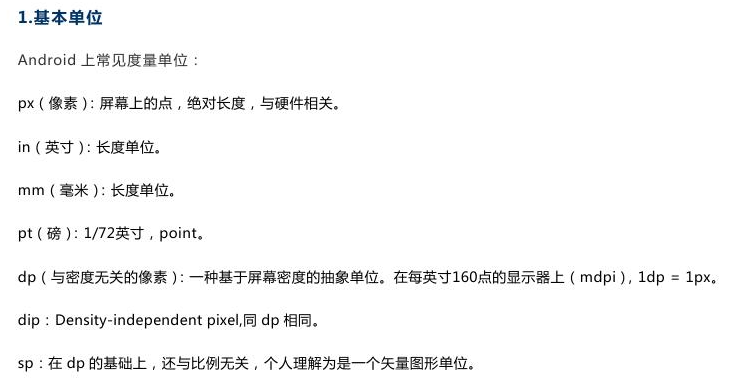 1.基本单位
Android 上常见度量单位：
px（像素）：屏幕上的点，绝对长度，与硬件相关。
in（英寸）：长度单位。
mm（毫米）：长度单位。
pt（磅）：1/72英寸，point。
dp（与密度无关的像素）：一种基于屏幕密度的抽象单位。在每英寸160点的显示器上（mdpi），1dp = 1px。
dip：Density-independent pixel,同 dp 相同。
sp：在 dp 的基础上，还与比例无关，个人理解为是一个矢量图形单位。